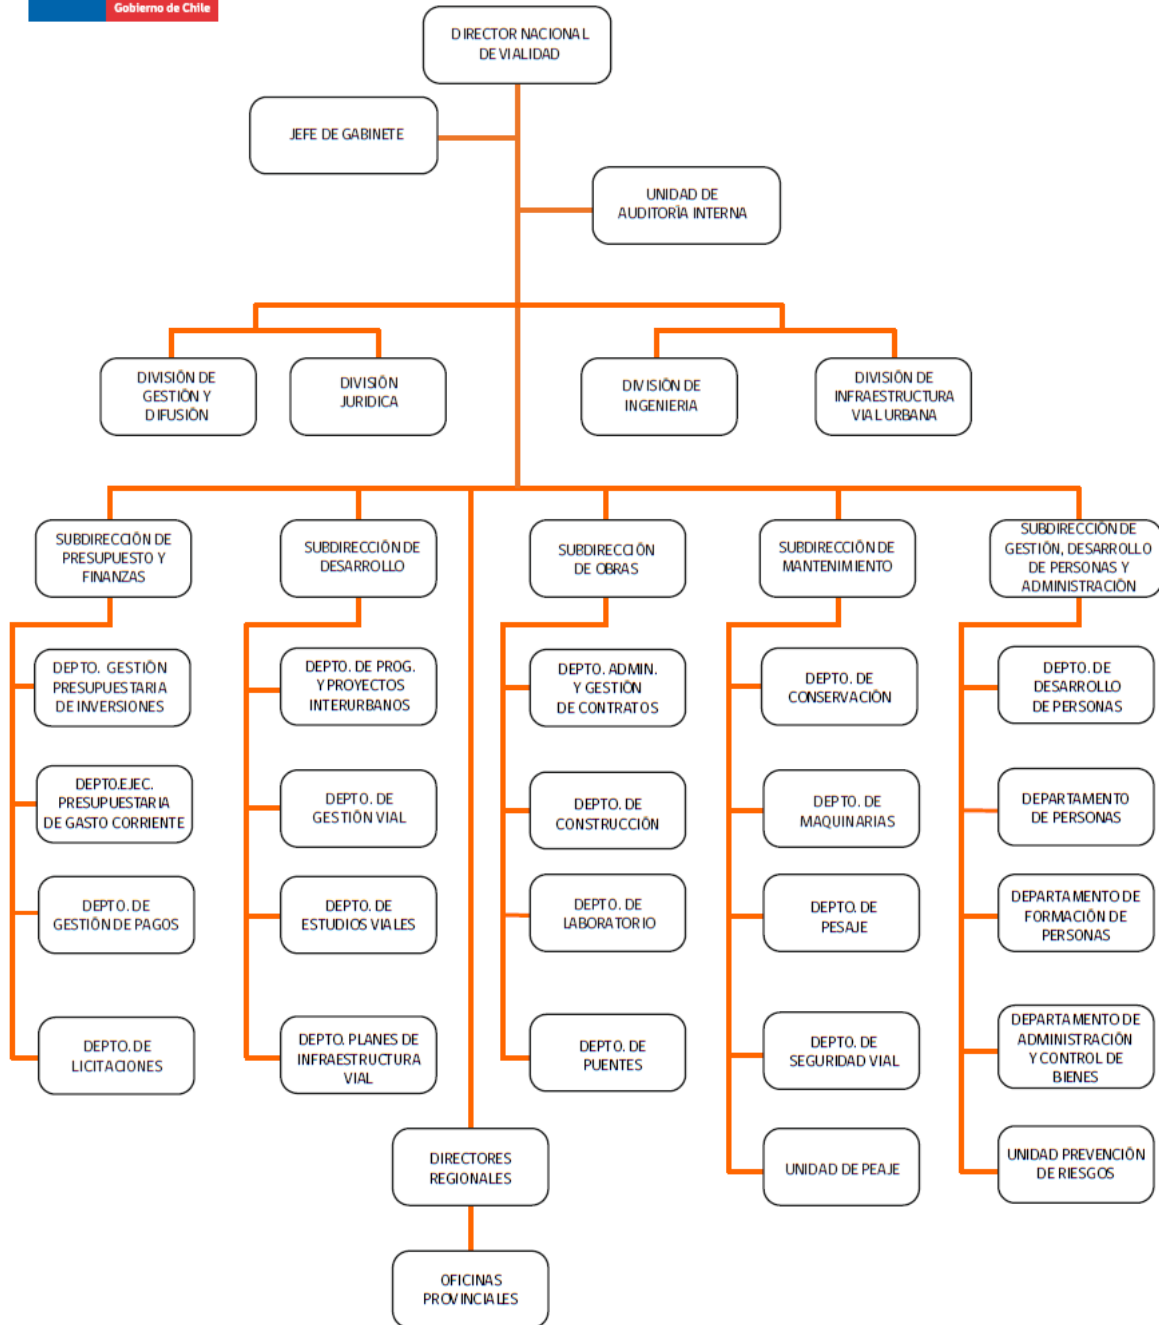 Gobierno de Chile
DIRECTOR NACIONAL
DE VIALIDAD
JEFE DE GABINETE
UNIDAD DE
AUDITORÍA INTERNA
DIVISIÓN DE
GESTIÓN Y
DIFUSIÓN
DIVISIÓN
JURIDICA
DIVISIÓN DE
INGENIERIA
DIVISIÓN DE
INFRAESTRUCTURA
VIAL URBANA
SUBDIRECCIÓN DE
PRESUPUESTO Y
FINANZAS
SUBDIRECCIÓN DE
DESARROLLO
SUBDIRECCIÓN
DE OBRAS
SUBDIRECCIÓN DE
MANTENIMIENTO
SUBDIRECCIÓN DE
GESTIÓN, DESARROLLO
DE PERSONAS Y
ADMINISTRACIÓN
DEPTO. GESTIÓN
PRESUPUESTARIA
DE INVERSIONES
DEPTO. DE PROG.
Y PROYECTOS
INTERURBANOS
DEPTO. ADMIN.
Y GESTIÓN
DE CONTRATOS
DEPTO. DE
CONSERVACIÓN
DEPTO. DE
DESARROLLO
DE PERSONAS
DEPTO.EJEC.
PRESUPUESTARIA
DE GASTO CORRIENTE
DEPTO. DE
GESTIÓN VIAL
DEPTO. DE
CONSTRUCCIÓN
DEPTO. DE
MAQUINARIAS
DEPARTAMENTO
DE PERSONAS
DEPTO. DE
GESTIÓN DE PAGOS
DEPTO. DE
ESTUDIOS VIALES
DEPTO. DE
LABORATORIO
DEPTO. DE
PESAJE
DEPARTAMENTO DE
FORMACIÓN DE
PERSONAS
DEPTO. DE
LICITACIONES
DEPTO. PLANES DE
INFRAESTRUCTURA
VIAL
DEPTO. DE
PUENTES
DEPTO. DE
SEGURIDAD VIAL
DEPARTAMENTO DE
ADMINISTRACIÓN
Y CONTROL DE
BIENES
DIRECTORES
REGIONALES
UNIDAD DE PEAJE
UNIDAD PREVENCIÓN
DE RIESGOS
OFICINAS
PROVINCIALES